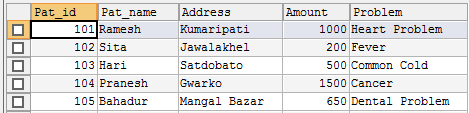 Pat_id Pat_name Address Amount Problem
101 Ramesh Kumaripati 1000 Heart Problem
102 Sita Jawalakhel 200 Fever
103 Hari Satdobato 500 Common Cold
104 Pranesh Gwarko 1500 Cancer
105 Bahadur Mangal Bazar 650 Dental Problem